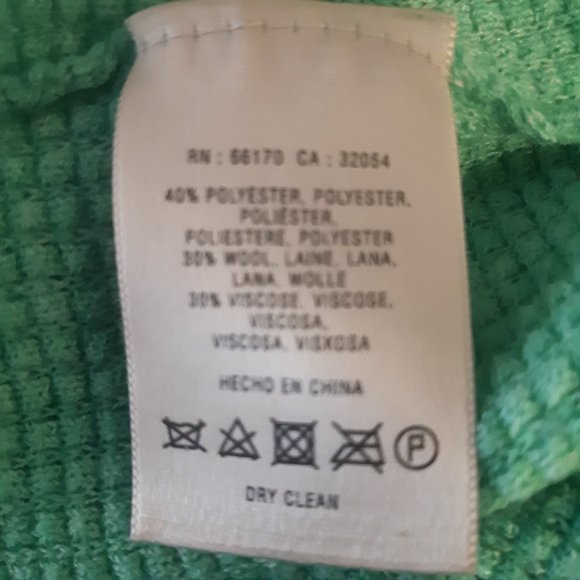 RN : 66170 CA : 32054
40% POLYESTER, POLYESTER,
POLIÉSTER,
POLIESTERE, POLYESTER
30% WOOL, LAINE, LANA,
LANA, WOLLE
30% VISCOSE, VISCOSE,
VISCOSA,
VISCOSA, VISKOSA
HECHO EN CHINA
P
DRY CLEAN